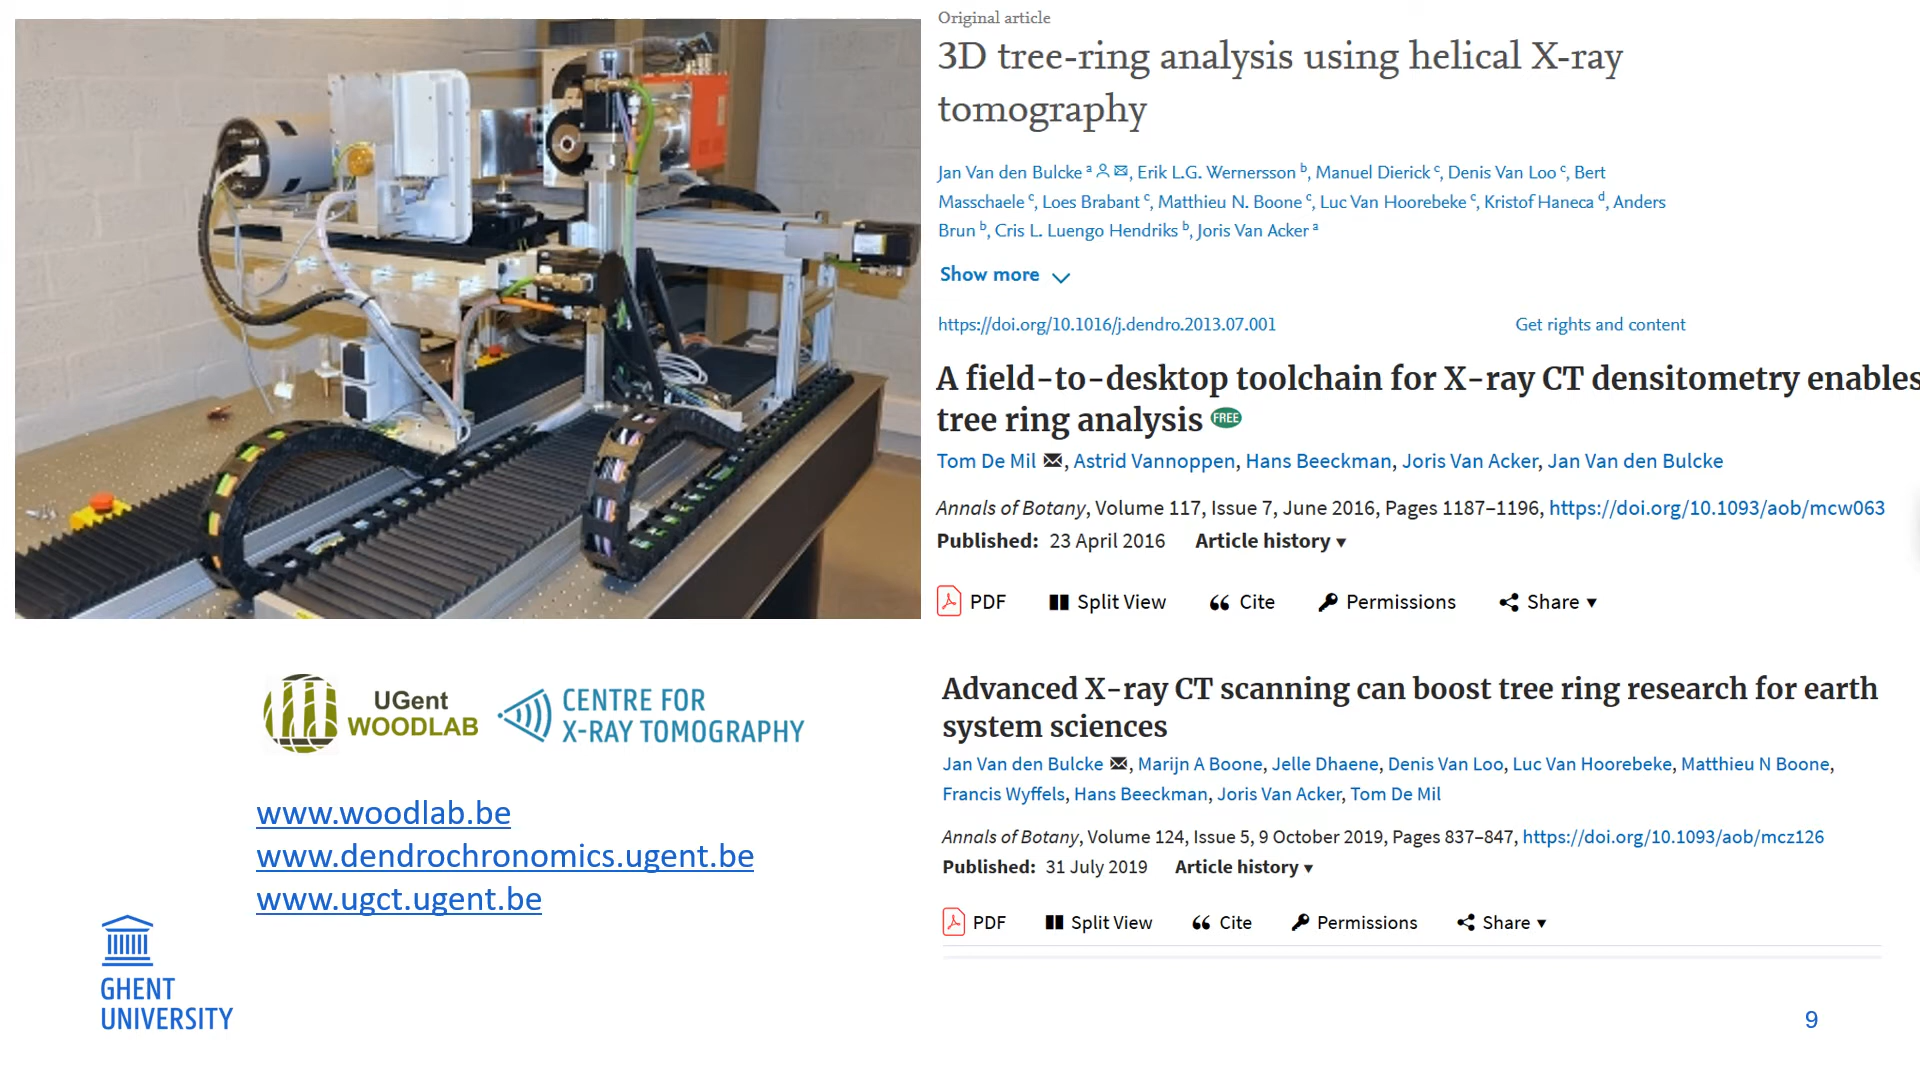 Original article
3D tree-ring analysis using helical X-ray
tomography
Jan Van den Bulcke a, Erik L.G. Wernersson b, Manuel Dierick c, Denis Van Loo c, Bert
Masschaele c, Loes Brabant c, Matthieu N. Boone c, Luc Van Hoorebeke c, Kristof Haneca d, Anders
Brun b, Cris L. Luengo Hendriks b, Joris Van Acker a
Show more
https://doi.org/10.1016/j.dendro.2013.07.001 Get rights and content
A field-to-desktop toolchain for X-ray CT densitometry enables
tree ring analysis FREE
Tom De Mil, Astrid Vannoppen, Hans Beeckman, Joris Van Acker, Jan Van den Bulcke
Annals of Botany, Volume 117, Issue 7, June 2016, Pages 1187–1196, https://doi.org/10.1093/aob/mcw063
Published: 23 April 2016 Article history ▼
PDF Split View Cite Permissions Share ▼
Advanced X-ray CT scanning can boost tree ring research for earth
system sciences
Jan Van den Bulcke, Marijn A Boone, Jelle Dhaene, Denis Van Loo, Luc Van Hoorebeke, Matthieu N Boone,
Francis Wyffels, Hans Beeckman, Joris Van Acker, Tom De Mil
Annals of Botany, Volume 124, Issue 5, 9 October 2019, Pages 837–847, https://doi.org/10.1093/aob/mcz126
Published: 31 July 2019 Article history ▼
PDF Split View Cite Permissions Share ▼
UGent
WOODLAB
CENTRE FOR
X-RAY TOMOGRAPHY
www.woodlab.be
www.dendrochronomics.ugent.be
www.ugct.ugent.be
GHENT
UNIVERSITY
9